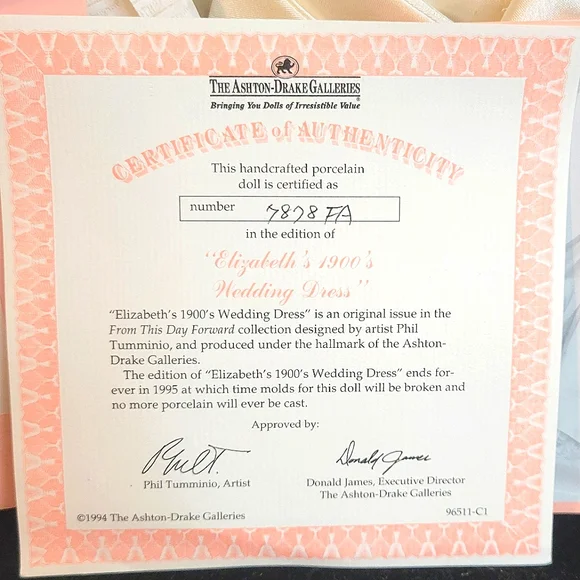 THE ASHTON-DRAKE GALLERIES
Bringing You Dolls of Irresistible Value
CERTIFICATE of AUTHENTICITY
This handcrafted porcelain
doll is certified as
number 7878 FA
in the edition of
"Elizabeth's 1900's
Wedding Dress"
"Elizabeth's 1900's Wedding Dress" is an original issue in the
From This Day Forward collection designed by artist Phil
Tumminio, and produced under the hallmark of the Ashton-
Drake Galleries.
The edition of "Elizabeth's 1900's Wedding Dress" ends for-
ever in 1995 at which time molds for this doll will be broken and
no more porcelain will ever be cast.
Approved by:
Phil T. Donald James
Phil Tumminio, Artist
Donald James, Executive Director
The Ashton-Drake Galleries
©1994 The Ashton-Drake Galleries
96511-C1